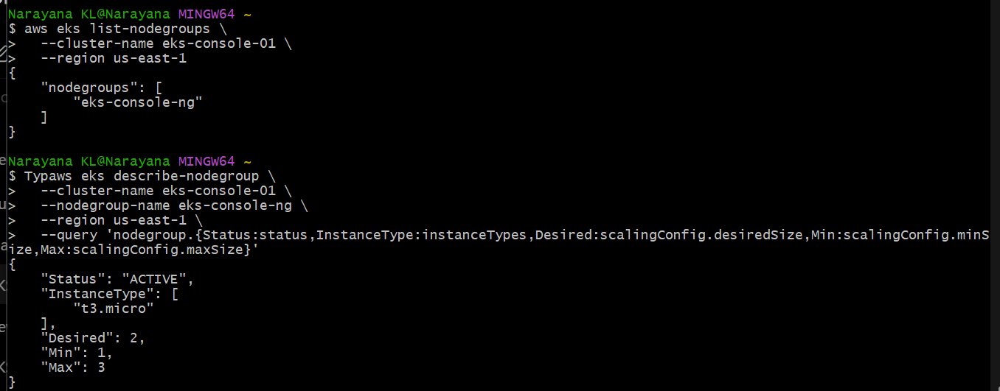 Narayana KL@Narayana MINGW64 ~
$ aws eks list-nodegroups \
>   --cluster-name eks-console-01 \
>   --region us-east-1
{
    "nodegroups": [
        "eks-console-ng"
    ]
}
Narayana KL@Narayana MINGW64 ~
$ Typaws eks describe-nodegroup \
>   --cluster-name eks-console-01 \
>   --nodegroup-name eks-console-ng \
>   --region us-east-1 \
>   --query 'nodegroup.{Status:status,InstanceType:instanceTypes,Desired:scalingConfig.desiredSize,Min:scalingConfig.minS
ize,Max:scalingConfig.maxSize}'
{
    "Status": "ACTIVE",
    "InstanceType": [
        "t3.micro"
    ],
    "Desired": 2,
    "Min": 1,
    "Max": 3
}